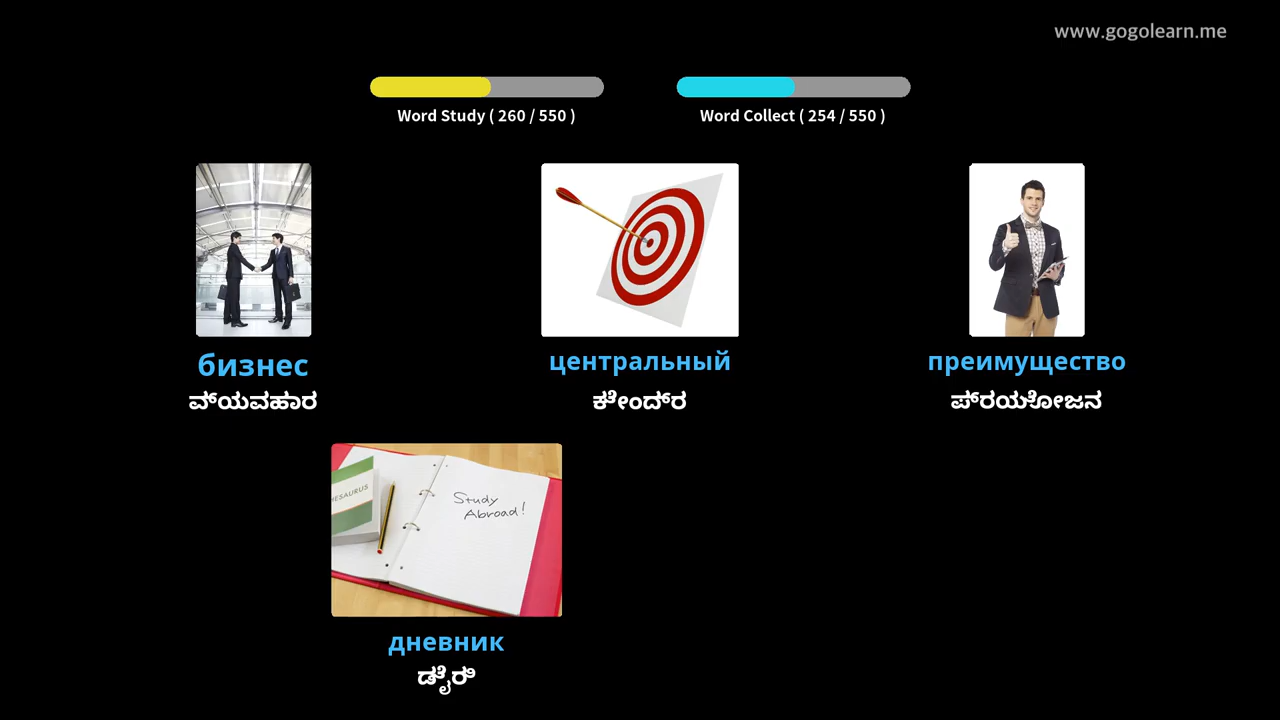 www.gogolearn.me
Word Study ( 260 / 550 )
Word Collect ( 254 / 550 )
бизнес
ವ್ಯವಹಾರ
центральный
ಕೇಂದ್ರ
преимущество
ಪ್ರಯೋಜನ
HESAURUS
Study
Abroad!
дневник
ಡೈರಿ